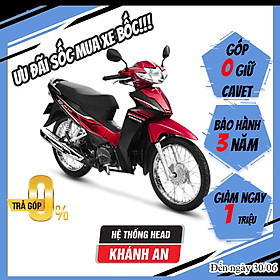 ƯU ĐÃI SỐC MUA XE BỐC!!!
GÓP
0 GIỮ
CAVET
BẢO HÀNH
3 NĂM
GIẢM NGAY
1 TRIỆU
TRẢ GÓP 0%
HỆ THỐNG HEAD
KHÁNH AN
Đến ngày 30/06